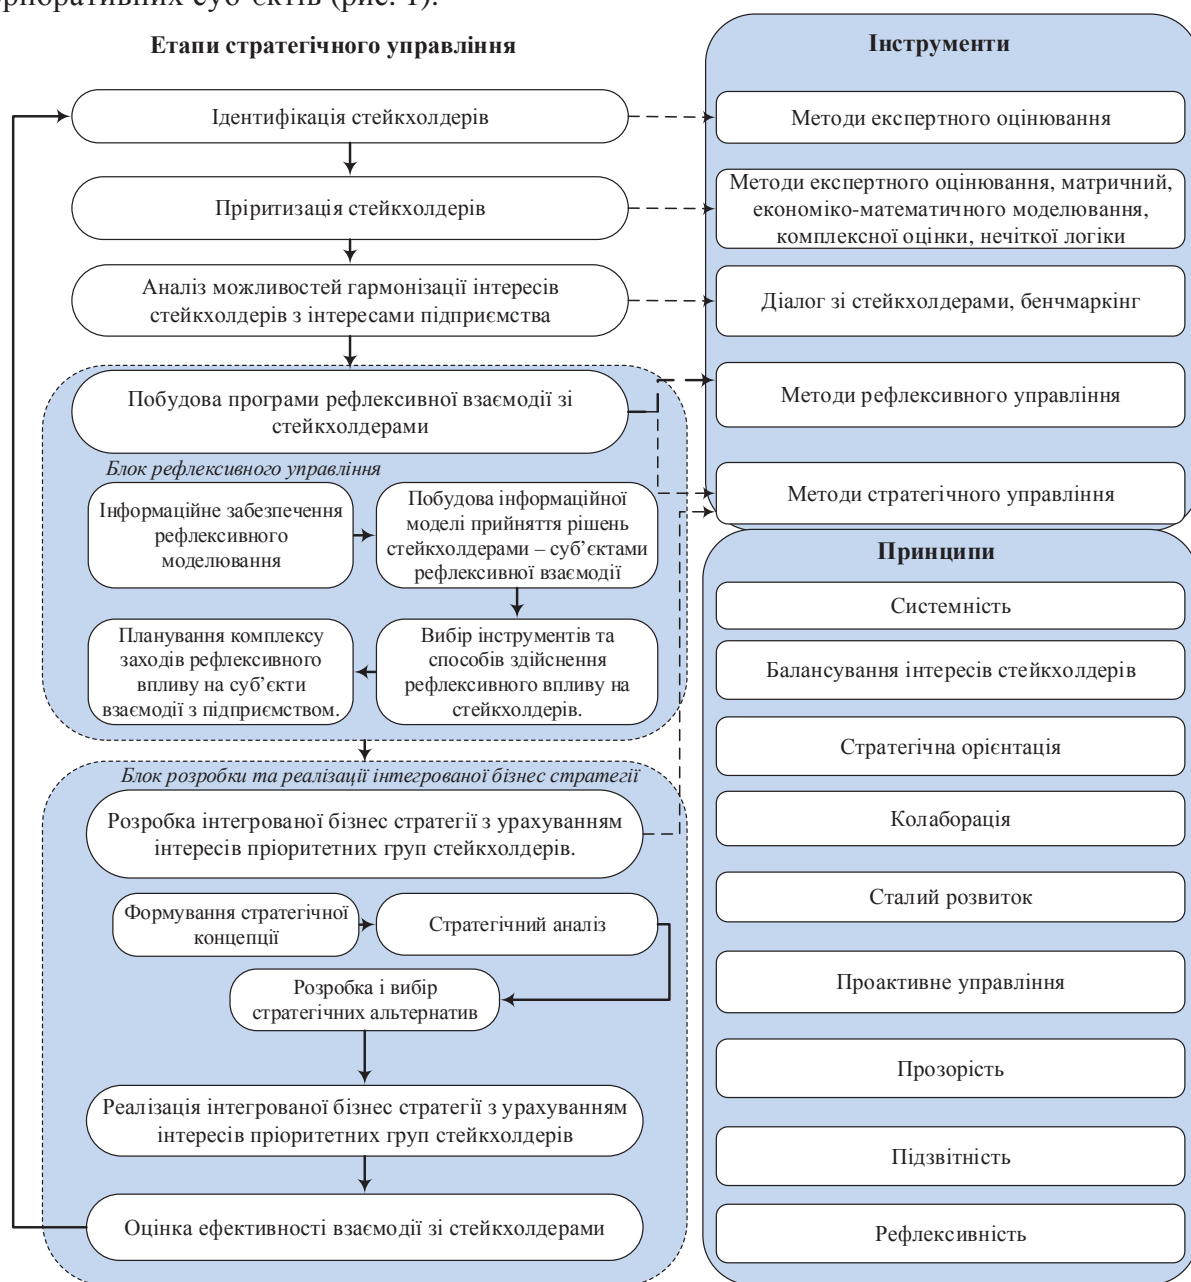 орпоративних суб’єктів (рис. 1).
Етапи стратегічного управління
Ідентифікація стейкхолдерів
Пріритизація стейкхолдерів
Аналіз можливостей гармонізації інтересів
стейкхолдерів з інтересами підприємства
Побудова програми рефлексивної взаємодії зі
стейкхолдерами
Блок рефлексивного управління
Інформаційне забезпечення
рефлексивного
моделювання
Побудова інформаційної
моделі прийняття рішень
стейкхолдерами – суб’єктами
рефлексивної взаємодії
Планування комплексу
заходів рефлексивного
впливу на суб’єкти
взаємодії з підприємством.
Вибір інструментів та
способів здійснення
рефлексивного впливу на
стейкхолдерів.
Блок розробки та реалізації інтегрованої бізнес стратегії
Розробка інтегрованої бізнес стратегії з урахуванням
інтересів пріоритетних груп стейкхолдерів.
Формування стратегічної
концепції
Стратегічний аналіз
Розробка і вибір
стратегічних альтернатив
Реалізація інтегрованої бізнес стратегії з урахуванням
інтересів пріоритетних груп стейкхолдерів
Оцінка ефективності взаємодії зі стейкхолдерами
Інструменти
Методи експертного оцінювання
Методи експертного оцінювання, матричний,
економіко-математичного моделювання,
комплексної оцінки, нечіткої логіки
Діалог зі стейкхолдерами, бенчмаркінг
Методи рефлексивного управління
Методи стратегічного управління
Принципи
Системність
Балансування інтересів стейкхолдерів
Стратегічна орієнтація
Колаборація
Сталий розвиток
Проактивне управління
Прозорість
Підзвітність
Рефлексивність